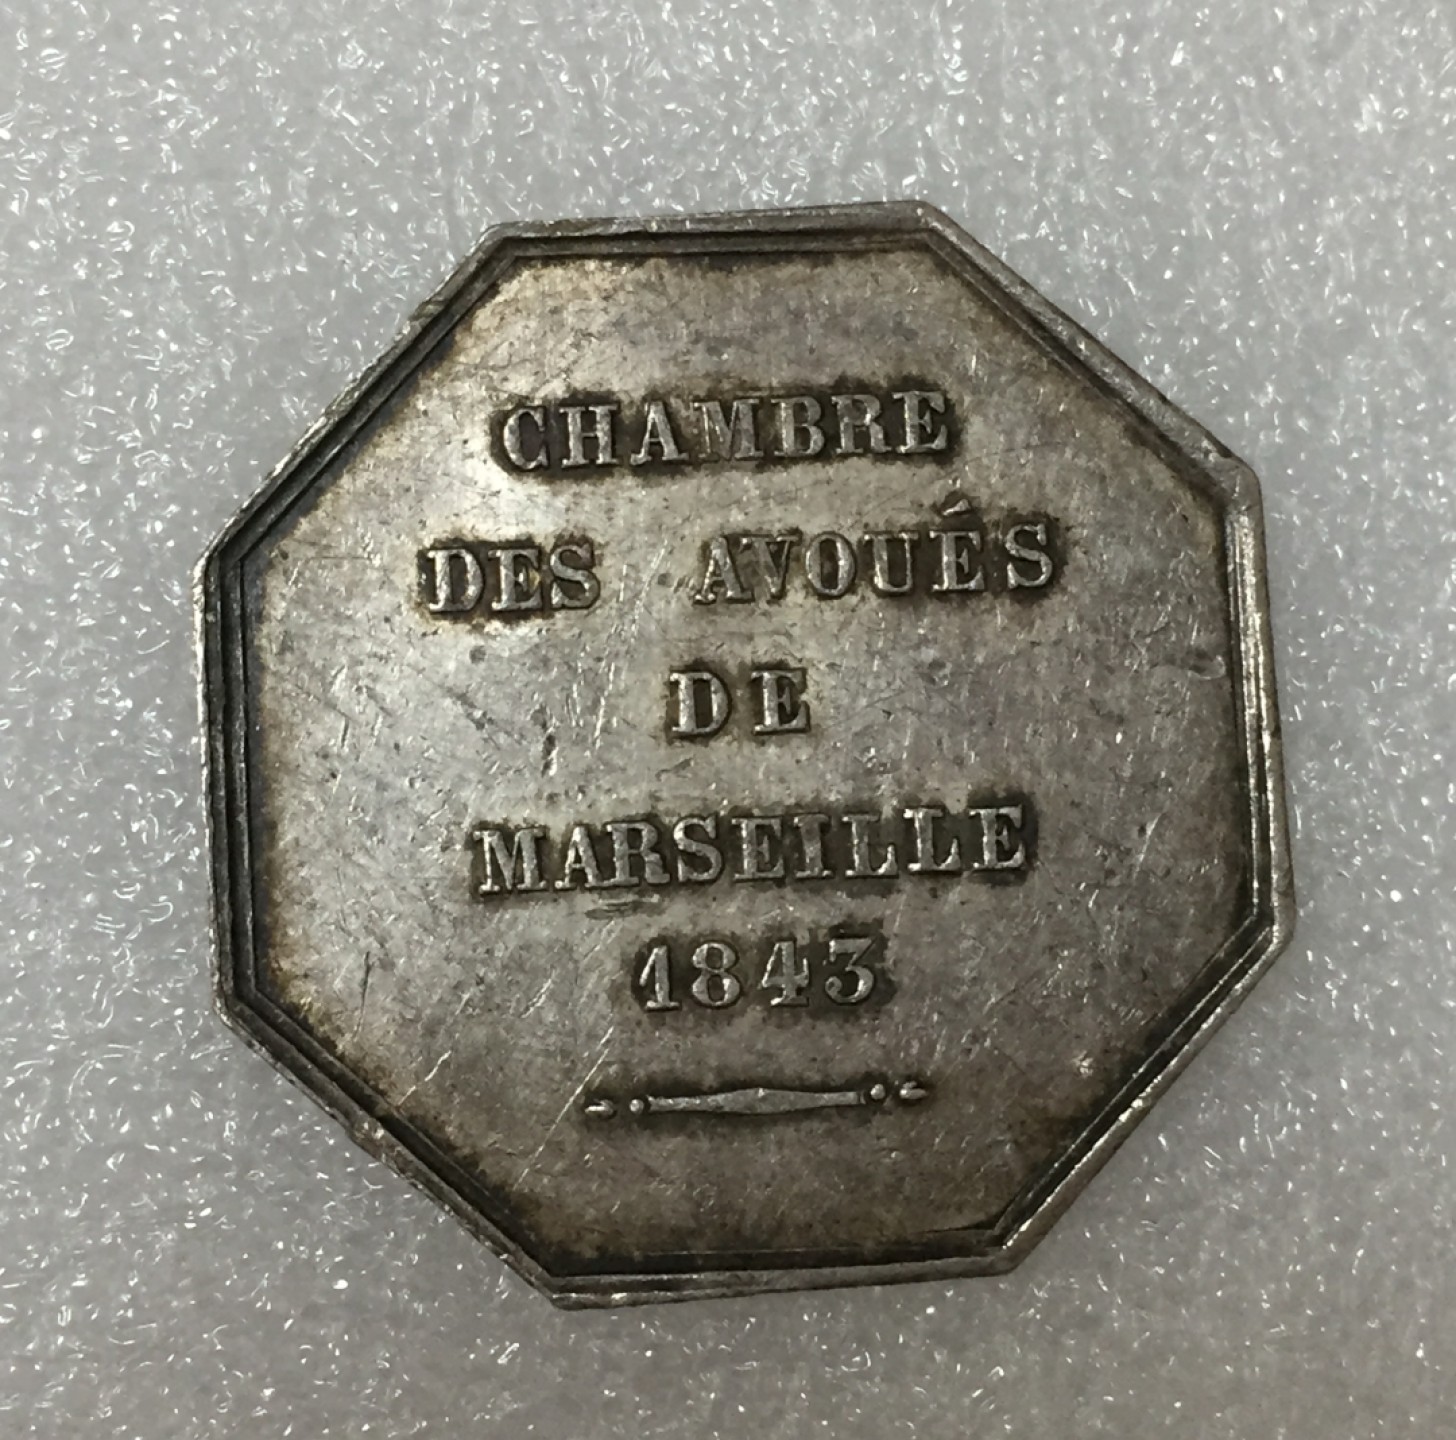 CHAMBRE
DES AVOUÉS
DE
MARSEILLE
1843